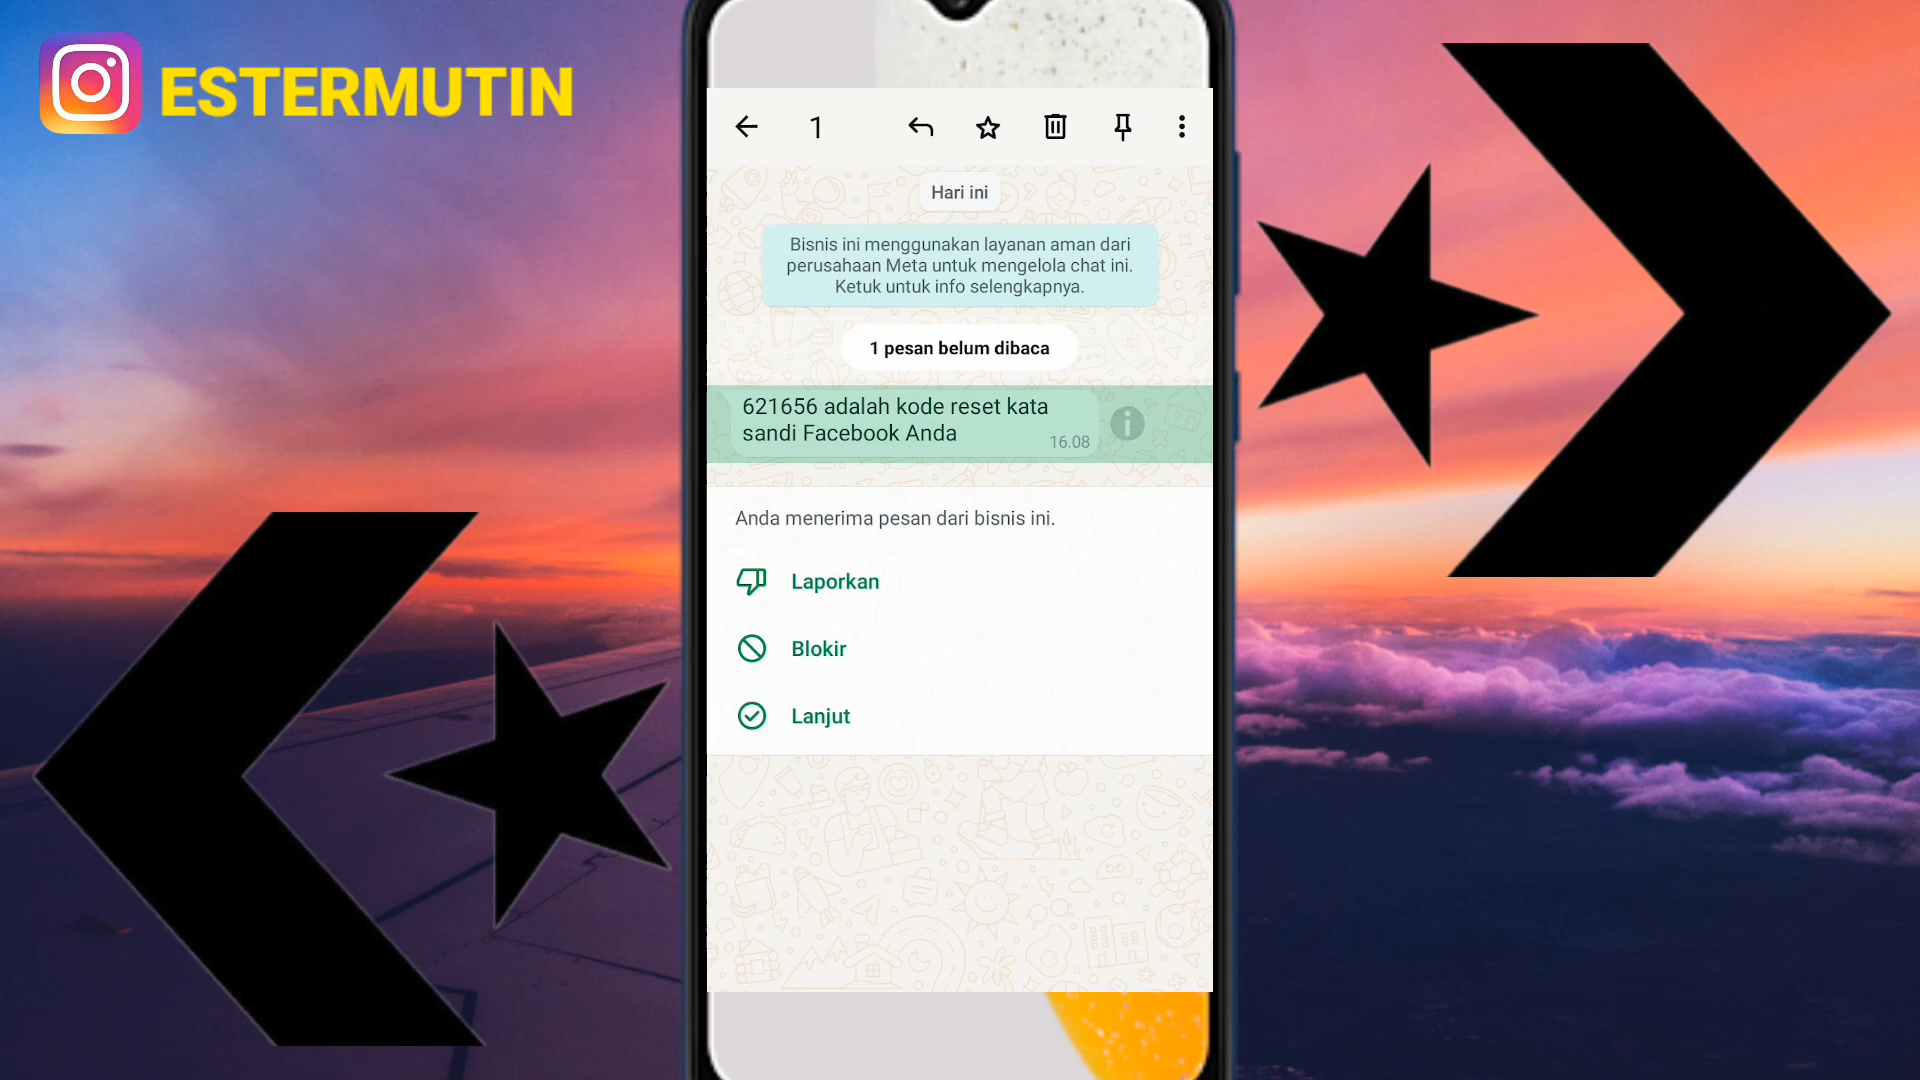 ESTERMUTIN
1
Hari ini
Bisnis ini menggunakan layanan aman dari
perusahaan Meta untuk mengelola chat ini.
Ketuk untuk info selengkapnya.
1 pesan belum dibaca
621656 adalah kode reset kata
sandi Facebook Anda
16.08
Anda menerima pesan dari bisnis ini.
Laporkan
Blokir
Lanjut